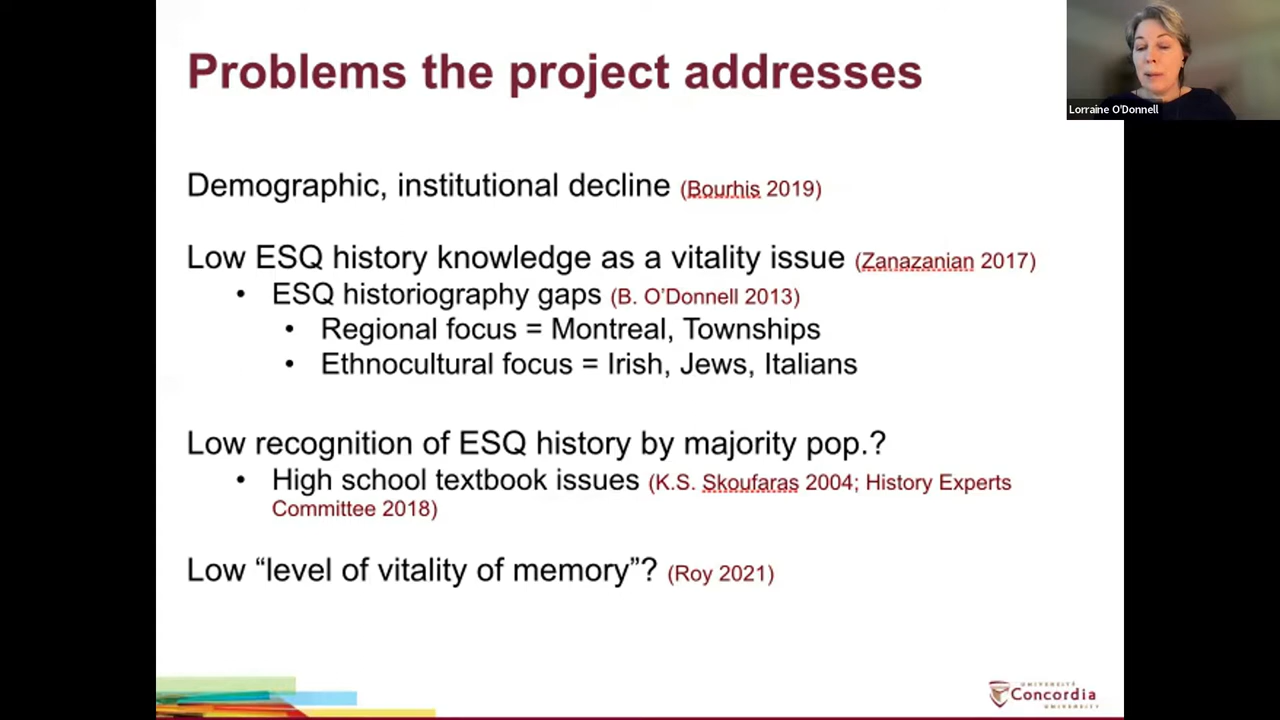 Problems the project addresses
Lorraine O'Donnell
Demographic, institutional decline (Bourhis 2019)
Low ESQ history knowledge as a vitality issue (Zanazanian 2017)
• ESQ historiography gaps (B. O’Donnell 2013)
• Regional focus = Montreal, Townships
• Ethnocultural focus = Irish, Jews, Italians
Low recognition of ESQ history by majority pop.?
• High school textbook issues (K.S. Skoufaras 2004; History Experts
Committee 2018)
Low “level of vitality of memory”? (Roy 2021)
UNIVERSITÉ
Concordia
UNIVERSITY